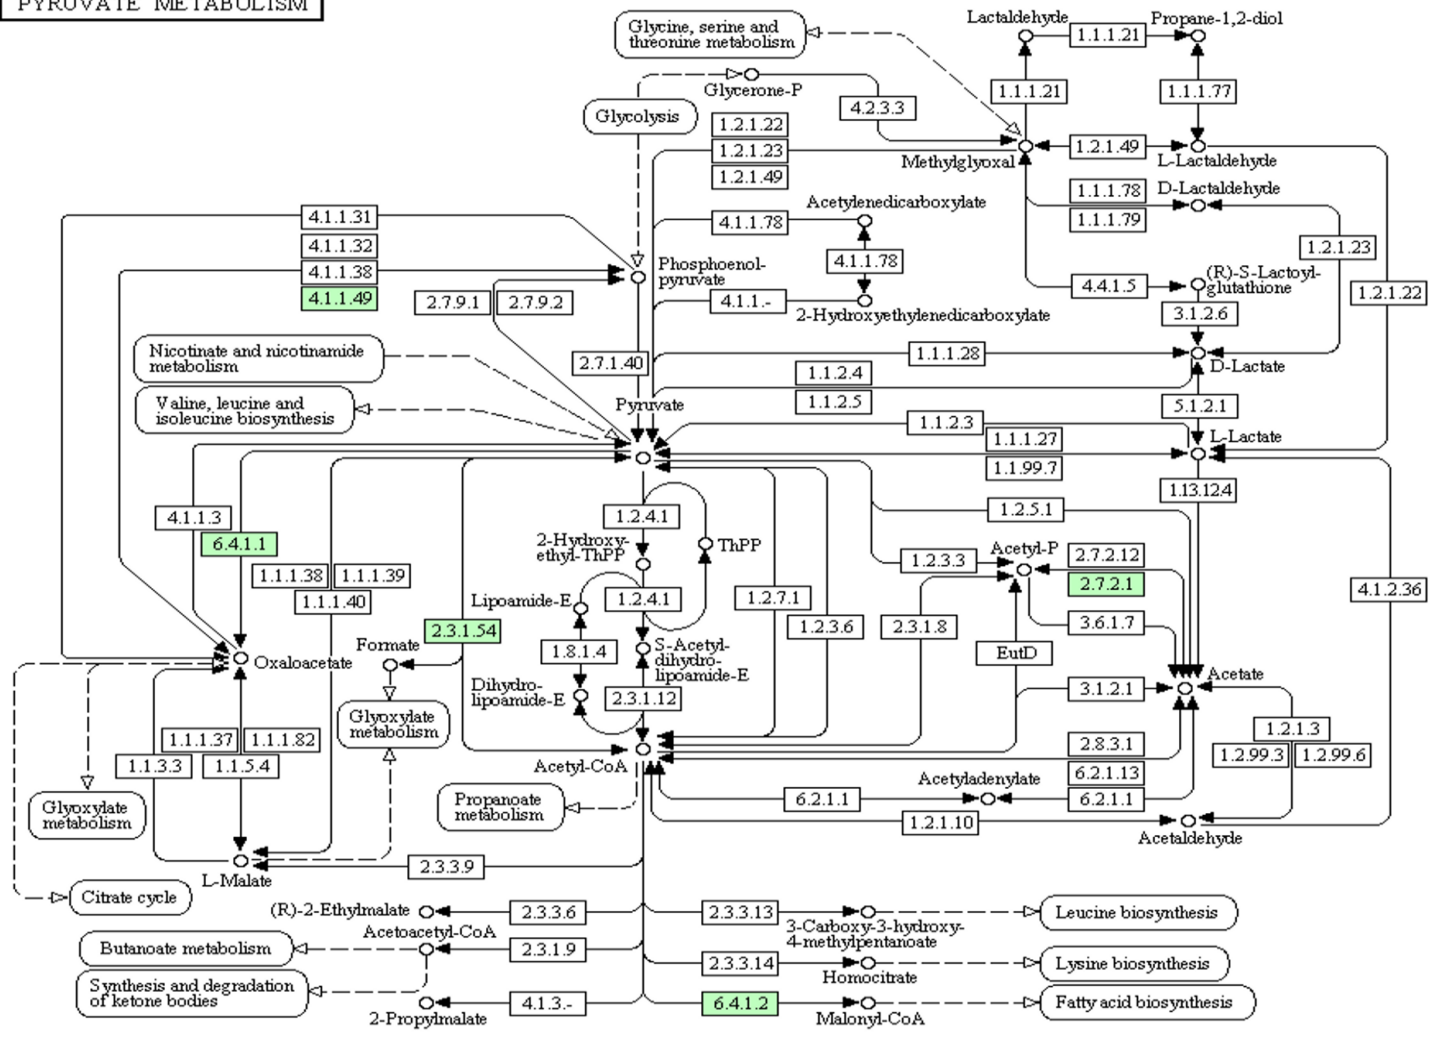 PYRUVATE METABOLISM
Glycine, serine and
threonine metabolism
Lactaldehyde
1.1.1.21
Propane-1,2-diol
Glycerone-P
4.2.3.3
1.1.1.21
1.1.1.77
Glycolysis
1.2.1.22
1.2.1.23
1.2.1.49
Methylglyoxal
1.2.1.49
L-Lactaldehyde
1.1.1.78
1.1.1.79
D-Lactaldehyde
4.1.1.31
4.1.1.32
4.1.1.38
4.1.1.49
Acetylenedicarboxylate
4.1.1.78
4.1.1.78
1.2.1.23
Phosphoenol-
pyruvate
2.7.9.1
2.7.9.2
4.1.1.-
2-Hydroxyethylenedicarboxylate
4.4.1.5
(R)-S-Lactoyl-
glutathione
1.2.1.22
3.1.2.6
Nicotinate and nicotinamide
metabolism
2.7.1.40
1.1.1.28
D-Lactate
1.1.2.4
1.1.2.5
Valine, leucine and
isoleucine biosynthesis
Pyruvate
5.1.2.1
1.1.2.3
1.1.1.27
1.1.99.7
L-Lactate
1.13.12.4
4.1.1.3
6.4.1.1
1.2.4.1
1.2.5.1
2-Hydroxy-
ethyl-ThPP
ThPP
1.2.3.3
Acetyl-P
2.7.2.12
2.7.2.1
1.1.1.38
1.1.1.39
1.1.1.40
Lipoamide-E
1.2.4.1
1.2.7.1
1.2.3.6
2.3.1.8
3.6.1.7
4.1.2.36
2.3.1.54
Formate
1.8.1.4
S-Acetyl-
dihydro-
lipoamide-E
EutD
Oxaloacetate
Dihydro-
lipoamide-E
2.3.1.12
3.1.2.1
Acetate
Glyoxylate
metabolism
1.1.1.37
1.1.1.82
1.1.3.3
1.1.5.4
1.2.1.3
1.2.99.3
1.2.99.6
2.8.3.1
6.2.1.13
6.2.1.1
Acetyl-CoA
Acetyladenylate
6.2.1.1
Glyoxylate
metabolism
Propanoate
metabolism
1.2.1.10
Acetaldehyde
L-Malate
2.3.3.9
Citrate cycle
(R)-2-Ethylmalate
2.3.3.6
2.3.3.13
3-Carboxy-3-hydroxy-
4-methylpentanoate
Leucine biosynthesis
Acetoacetyl-CoA
Butanoate metabolism
2.3.1.9
2.3.3.14
Homocitrate
Lysine biosynthesis
Synthesis and degradation
of ketone bodies
4.1.3.-
2-Propylmalate
6.4.1.2
Malonyl-CoA
Fatty acid biosynthesis